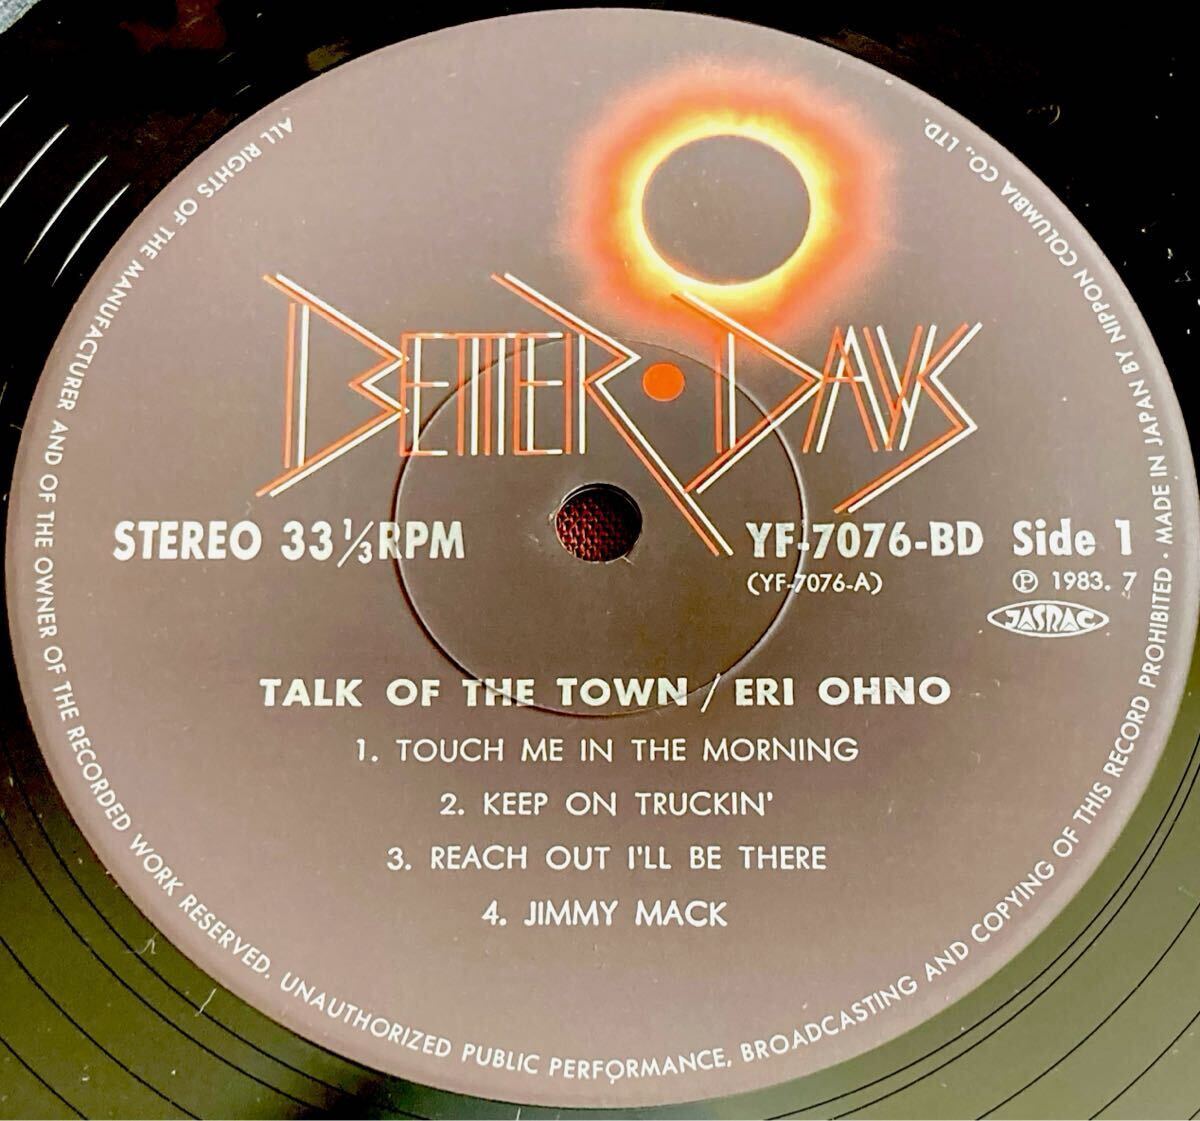 BETTER·DAYS
STEREO 33⅓RPM
YF-7076-BD Side 1
(YF-7076-A)
℗ 1983. 7
JASRAC
TALK OF THE TOWN / ERI OHNO
1. TOUCH ME IN THE MORNING
2. KEEP ON TRUCKIN'
3. REACH OUT I'LL BE THERE
4. JIMMY MACK
ALL RIGHTS OF THE MANUFACTURER AND OF THE OWNER OF THE RECORDED WORK RESERVED. UNAUTHORIZED PUBLIC PERFORMANCE, BROADCASTING AND COPYING OF THIS RECORD PROHIBITED · MADE IN JAPAN BY NIPPON COLUMBIA CO., LTD.